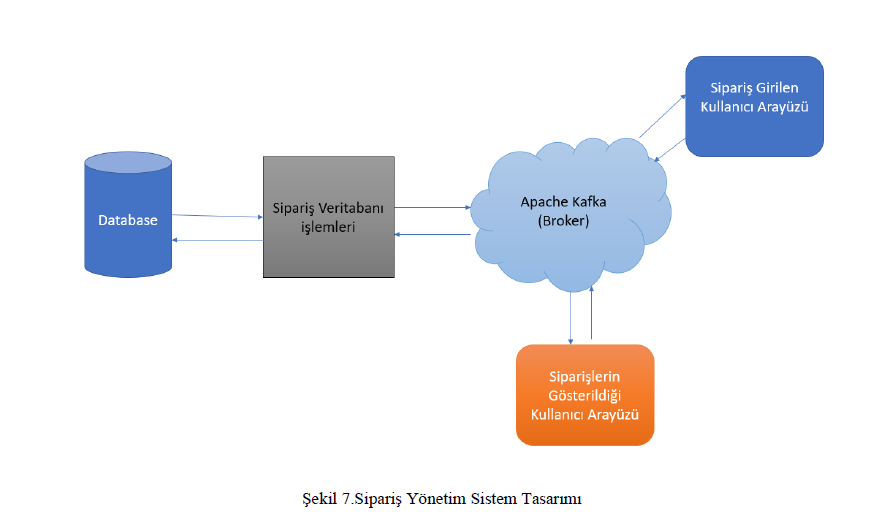 Sipariş Girilen
Kullanıcı Arayüzü
Database
Sipariş Veritabanı
işlemleri
Apache Kafka
(Broker)
Siparişlerin
Gösterildiği
Kullanıcı Arayüzü
Şekil 7.Sipariş Yönetim Sistem Tasarımı